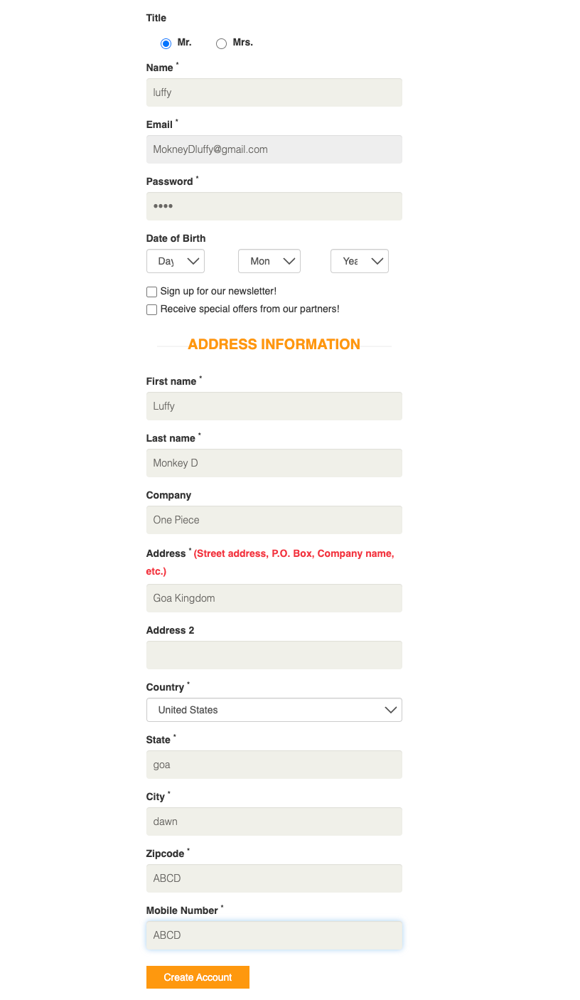 Title
Mr. Mrs.
Name *
luffy
Email *
MokneyDluffy@gmail.com
Password *
••••
Date of Birth
Day Mon Yea
Sign up for our newsletter!
Receive special offers from our partners!
ADDRESS INFORMATION
First name *
Luffy
Last name *
Monkey D
Company
One Piece
Address * (Street address, P.O. Box, Company name,
etc.)
Goa Kingdom
Address 2
Country *
United States
State *
goa
City *
dawn
Zipcode *
ABCD
Mobile Number *
ABCD
Create Account